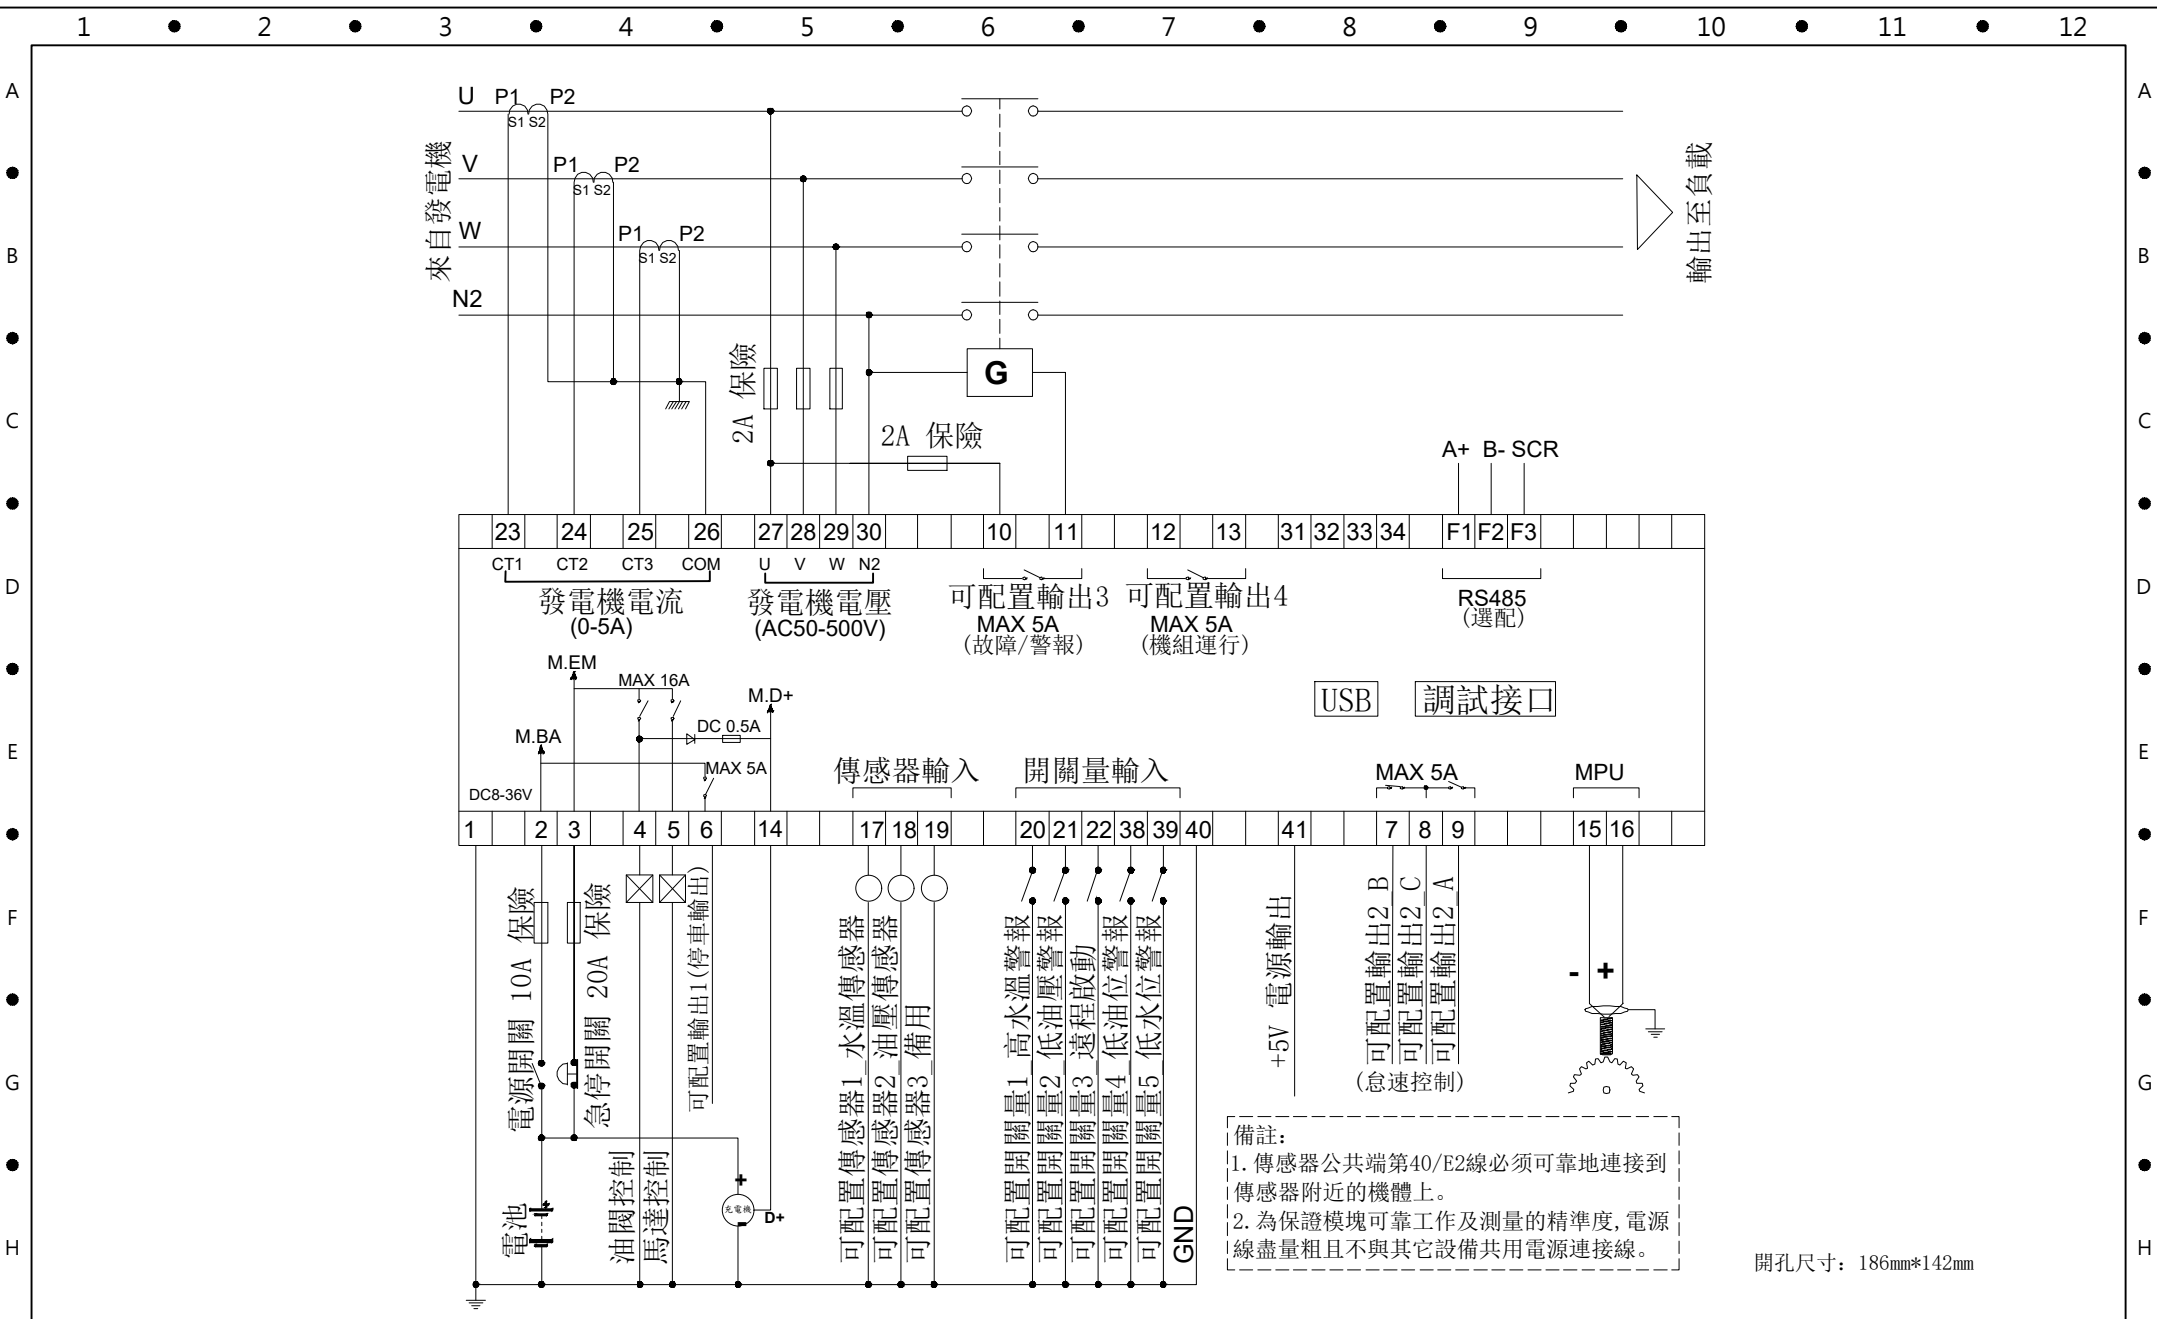 1 2 3 4 5 6 7 8 9 10 11 12
A A
U P1 P2
S1 S2
V P1 P2
S1 S2
來自發電機
輸出至負載
W P1 P2
S1 S2
B B
N2
G
2A 保險
2A 保險
C C
A+ B- SCR
23 24 25 26 27 28 29 30 10 11 12 13 31 32 33 34 F1 F2 F3
CT1 CT2 CT3 COM U V W N2
D D
發電機電流
(0-5A)
發電機電壓
(AC50-500V)
可配置輸出3
MAX 5A
(故障/警報)
可配置輸出4
MAX 5A
(機組運行)
RS485
(選配)
M.EM
MAX 16A
M.D+
USB 調試接口
DC 0.5A
M.BA
E E
MAX 5A
傳感器輸入
開關量輸入
MAX 5A
MPU
DC8-36V
1 2 3 4 5 6 14 17 18 19 20 21 22 38 39 40 41 7 8 9 15 16
F F
電源開關 10A 保險
急停開關 20A 保險
油閥控制
馬達控制
可配置輸出1(停車輸出)
可配置傳感器1_水溫傳感器
可配置傳感器2_油壓傳感器
可配置傳感器3_備用
可配置開關量1_高水溫警報
可配置開關量2_低油壓警報
可配置開關量3_遠程啟動
可配置開關量4_低油位警報
可配置開關量5_低水位警報
GND
+5V 電源輸出
可配置輸出2_B
可配置輸出2_C
可配置輸出2_A
(怠速控制)
- +
G G
電池
+
充電機
-
D+
備註:
1.傳感器公共端第40/E2線必须可靠地連接到
傳感器附近的機體上。
2.為保證模塊可靠工作及測量的精準度,電源
線盡量粗且不與其它設備共用電源連接線。
H H
開孔尺寸: 186mm*142mm